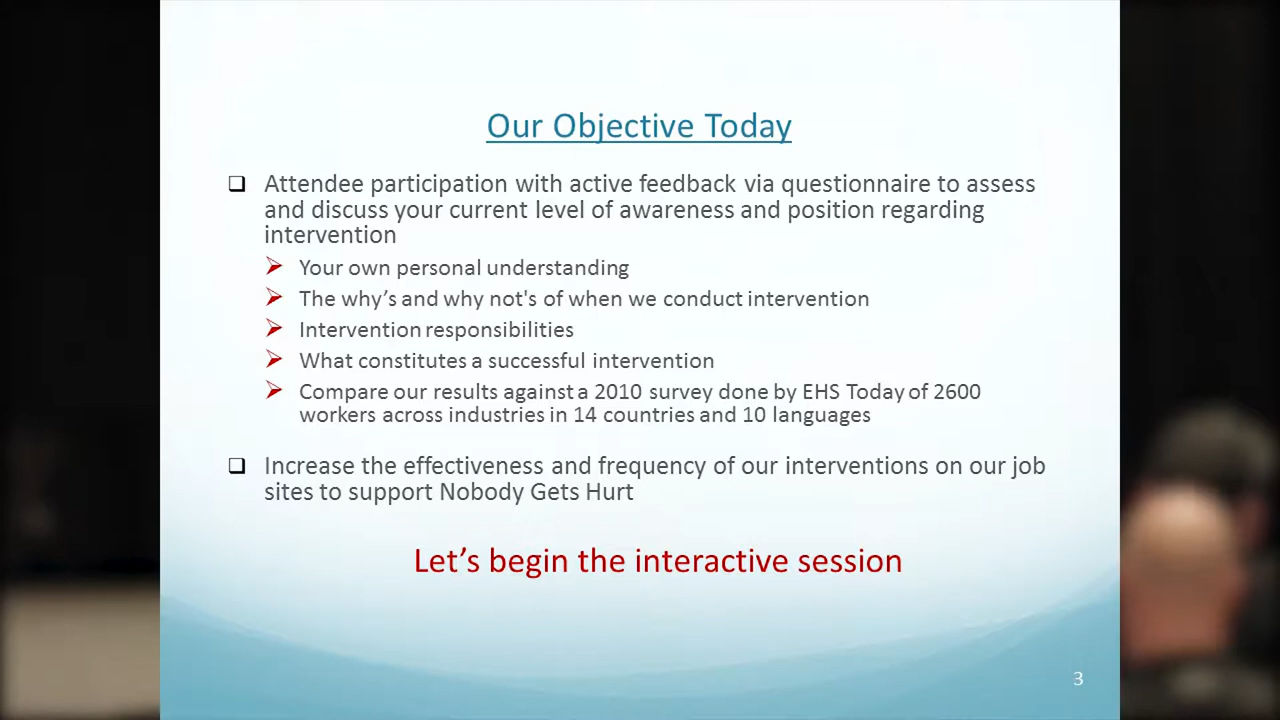 Our Objective Today
Attendee participation with active feedback via questionnaire to assess
and discuss your current level of awareness and position regarding
intervention
Your own personal understanding
The why’s and why not's of when we conduct intervention
Intervention responsibilities
What constitutes a successful intervention
Compare our results against a 2010 survey done by EHS Today of 2600
workers across industries in 14 countries and 10 languages
Increase the effectiveness and frequency of our interventions on our job
sites to support Nobody Gets Hurt
Let’s begin the interactive session
3